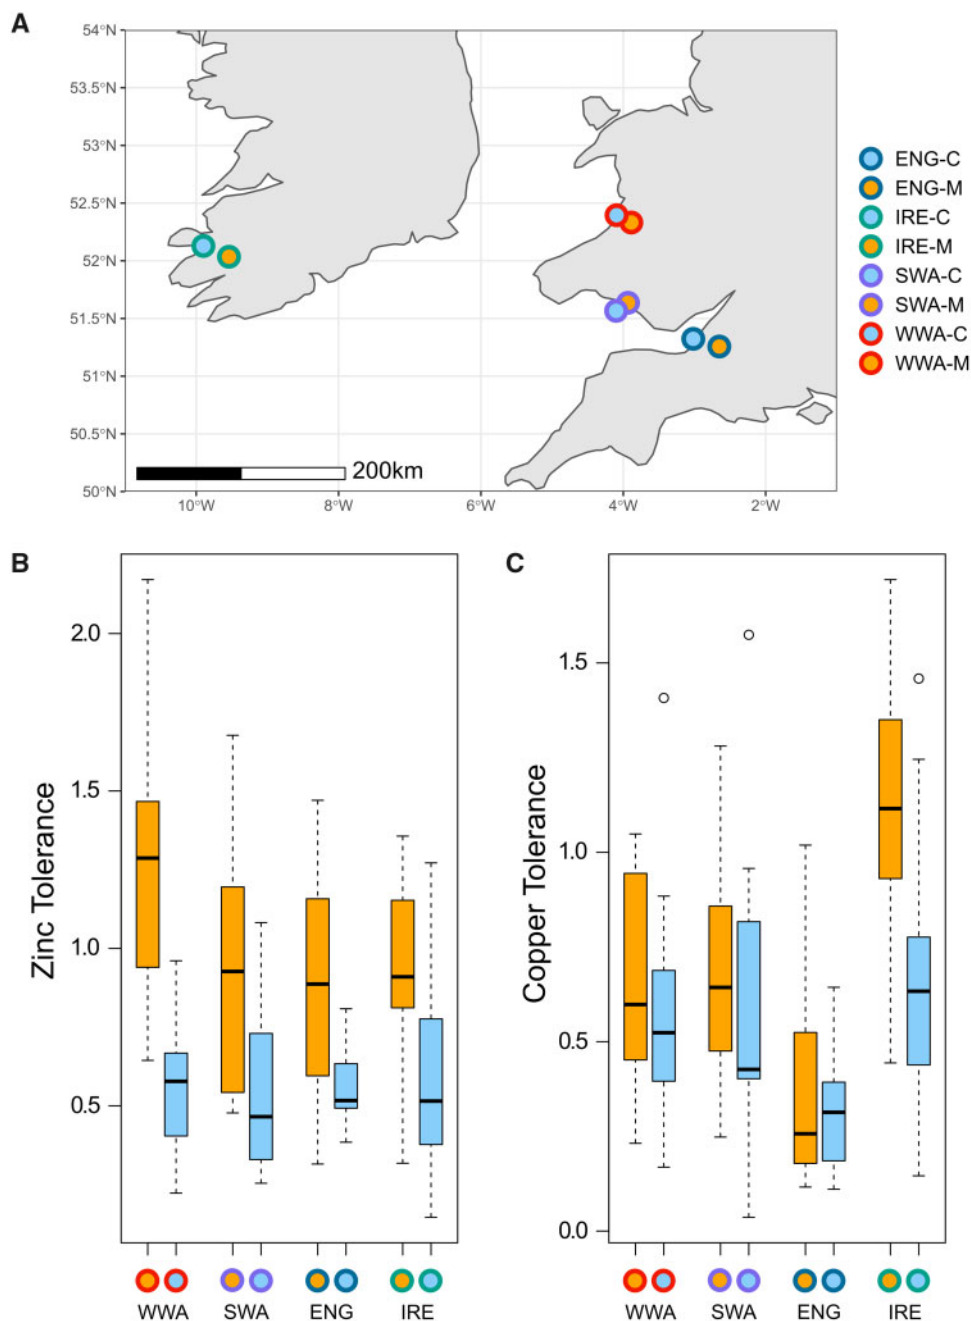 A
54°N
53.5°N
53°N
52.5°N
52°N
51.5°N
51°N
50.5°N
50°N
200km
10°W
8°W
6°W
4°W
2°W
ENG-C
ENG-M
IRE-C
IRE-M
SWA-C
SWA-M
WWA-C
WWA-M
B
Zinc Tolerance
2.0
1.5
1.0
0.5
WWA SWA ENG IRE
C
Copper Tolerance
1.5
1.0
0.5
0.0
WWA SWA ENG IRE